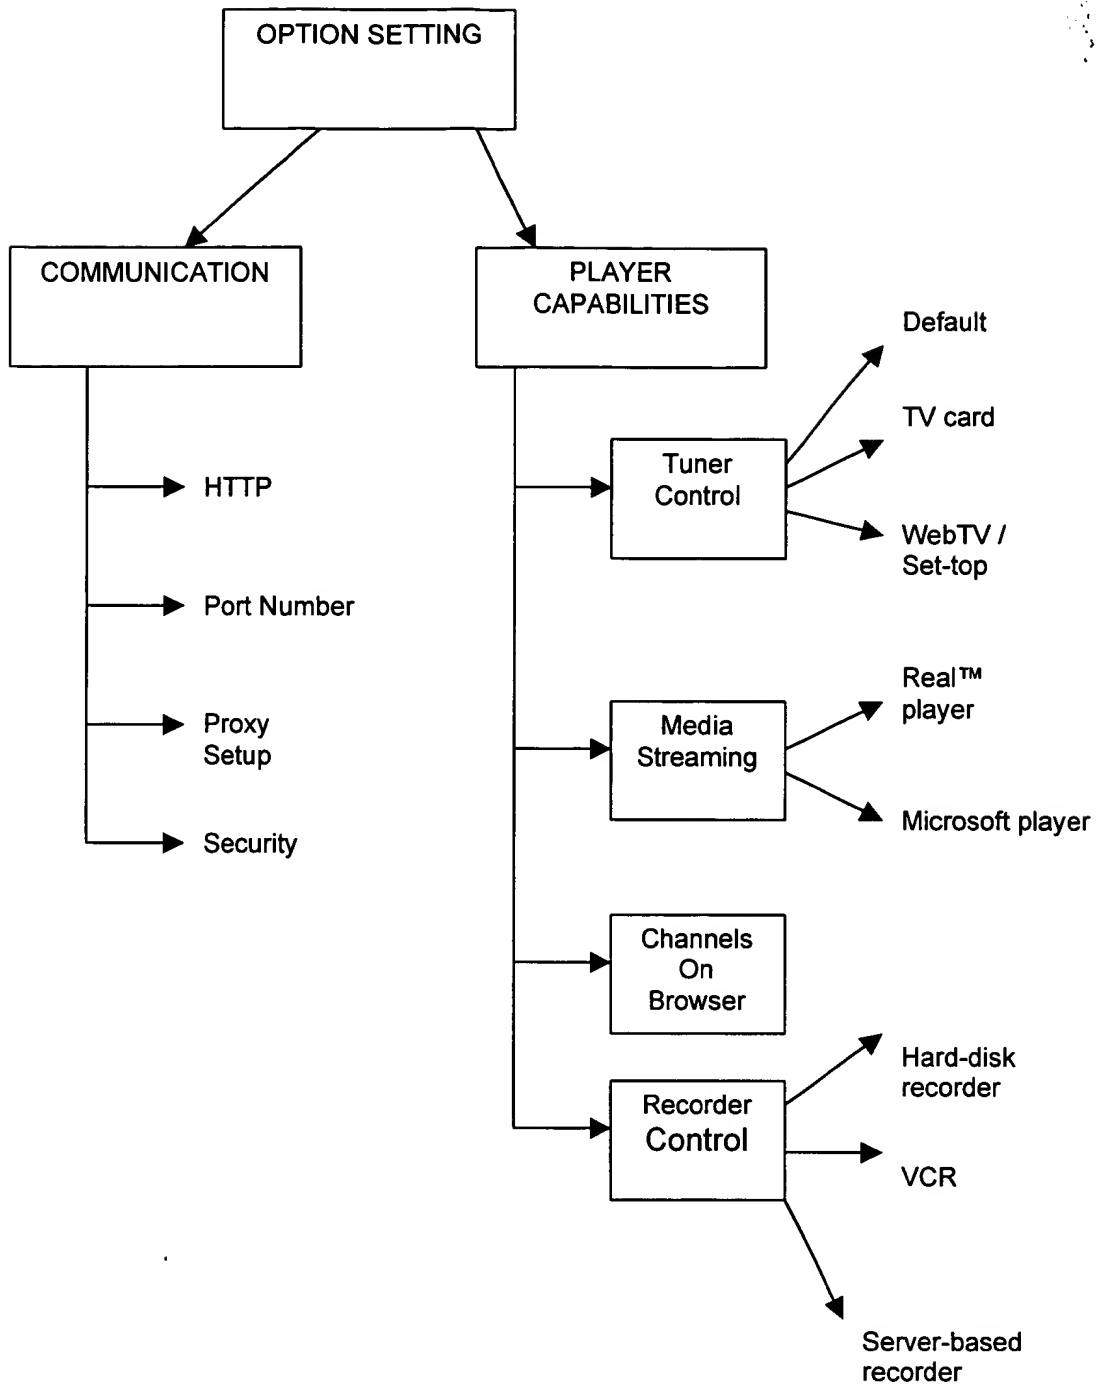 OPTION SETTING
COMMUNICATION
PLAYER
CAPABILITIES
HTTP
Port Number
Proxy
Setup
Security
Tuner
Control
Default
TV card
WebTV /
Set-top
Media
Streaming
Real™
player
Microsoft player
Channels
On
Browser
Recorder
Control
Hard-disk
recorder
VCR
Server-based
recorder